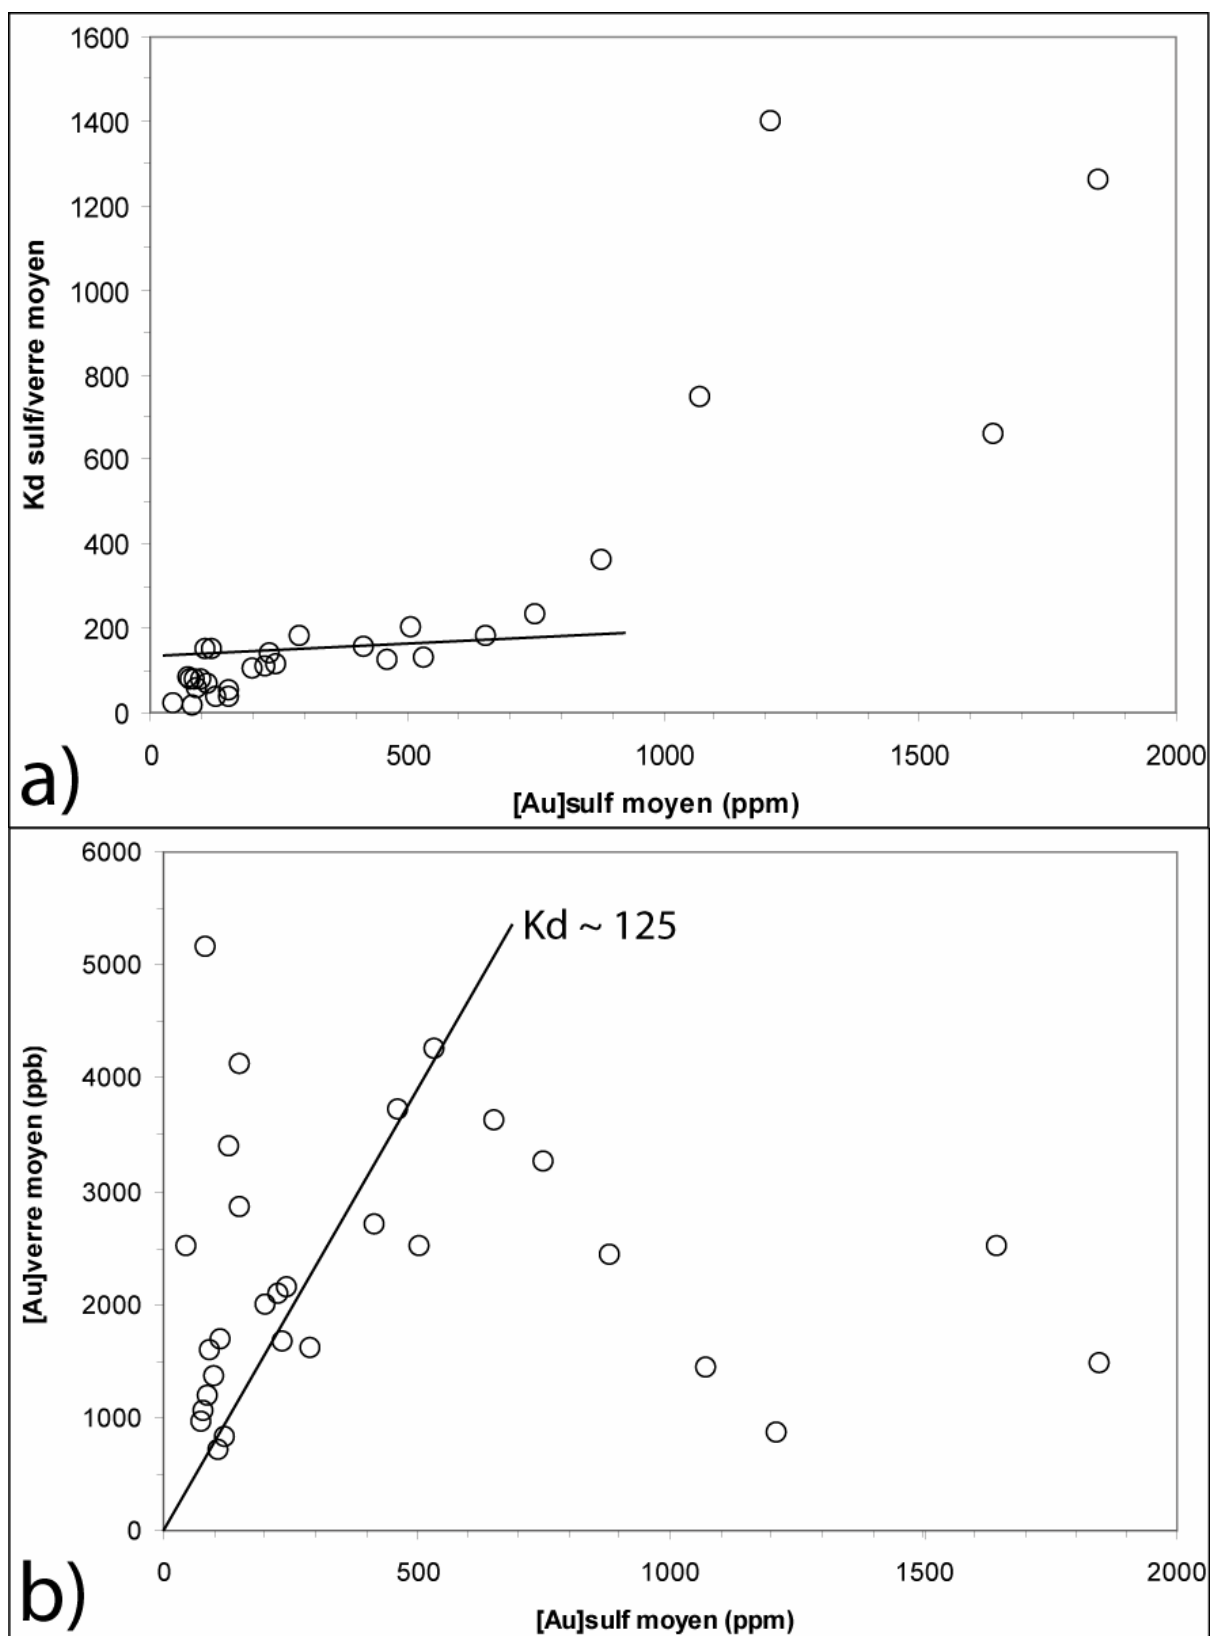 1600
1400
1200
1000
800
600
400
200
0
Kd sulf/verre moyen
0 500 1000 1500 2000
[Au]sulf moyen (ppm)
a)
6000
5000
4000
3000
2000
1000
0
[Au]verre moyen (ppb)
Kd ~ 125
0 500 1000 1500 2000
[Au]sulf moyen (ppm)
b)